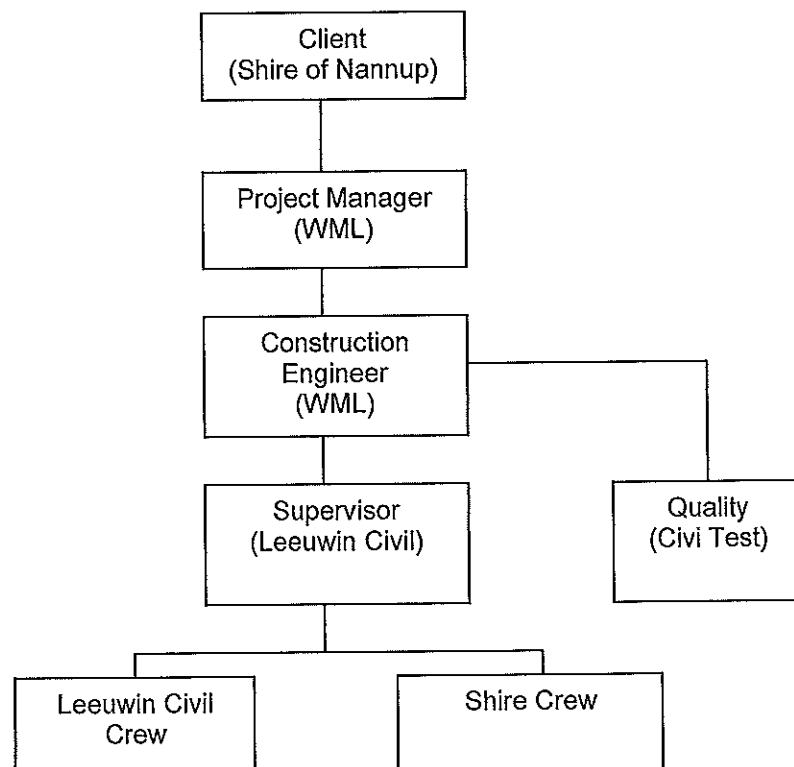 Client
(Shire of Nannup)
Project Manager
(WML)
Construction
Engineer
(WML)
Supervisor
(Leeuwin Civil)
Quality
(Civi Test)
Leeuwin Civil
Crew
Shire Crew